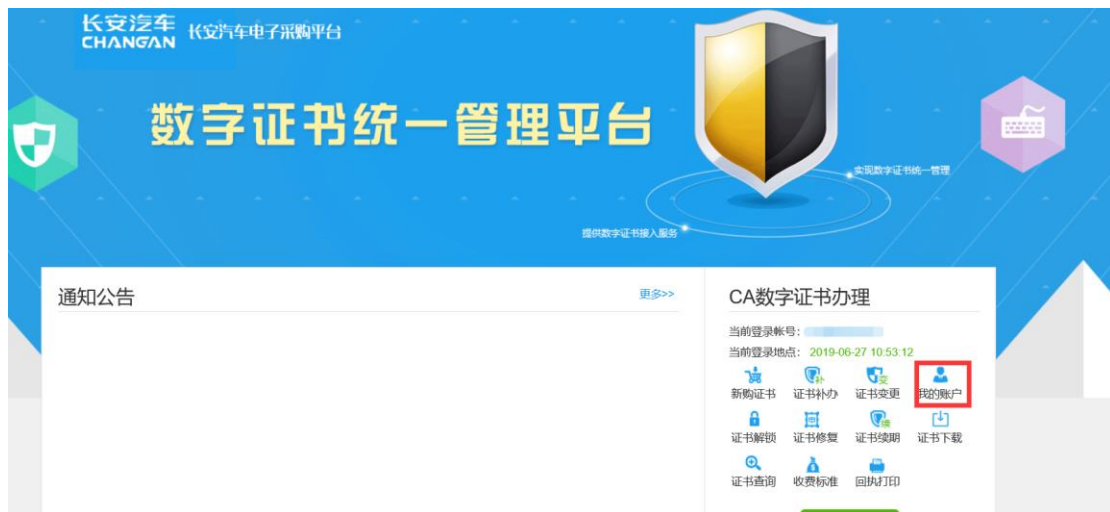 长安汽车
CHANGAN
长安汽车电子采购平台
数字证书统一管理平台
实现数字证书统一管理
提供数字证书接入服务
通知公告 更多>>
CA数字证书办理
当前登录帐号：
当前登录地点： 2019-06-27 10:53:12
新购证书 证书补办 证书变更 我的账户
证书解锁 证书修复 证书续期 证书下载
证书查询 收费标准 回执打印